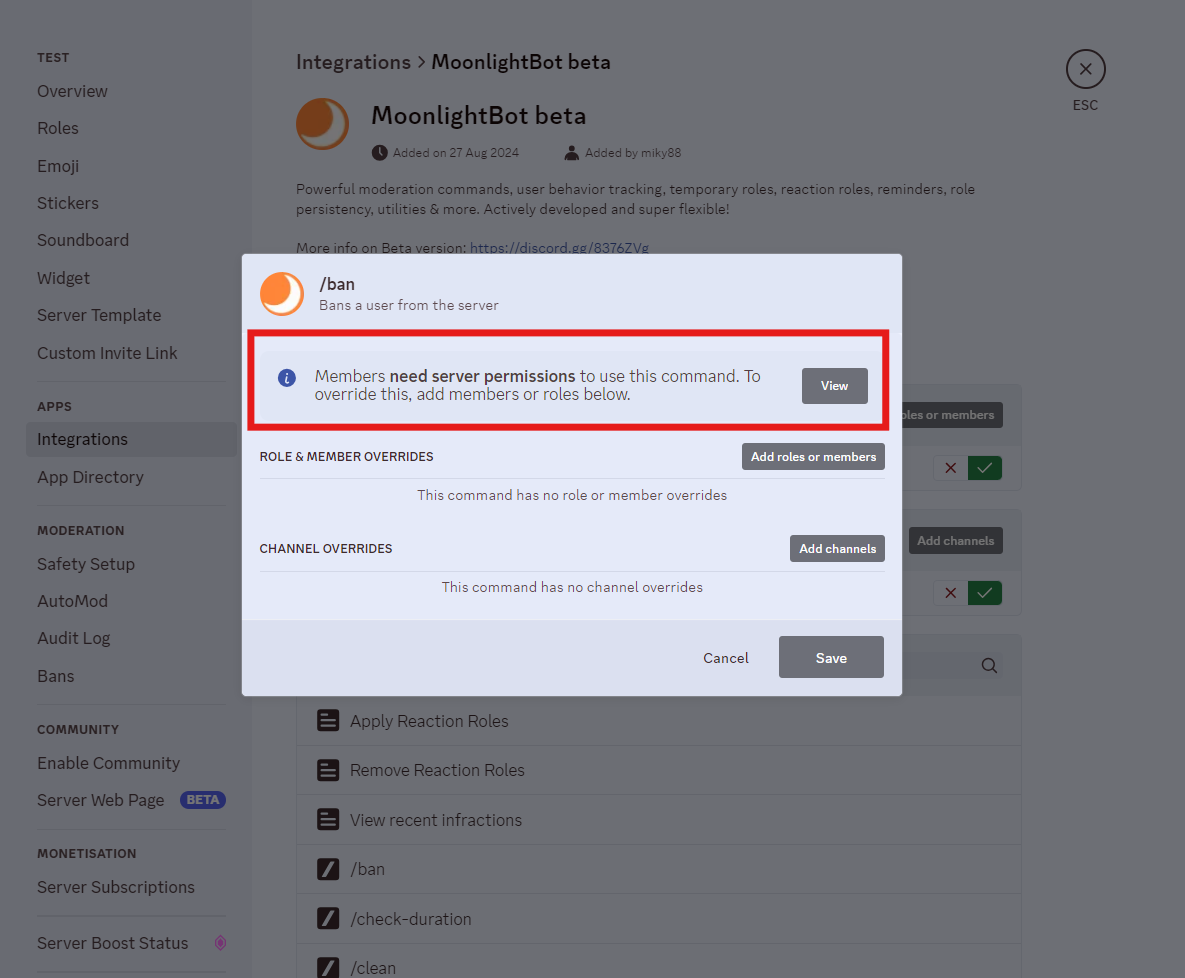 TEST
Overview
Roles
Emoji
Stickers
Soundboard
Widget
Server Template
Custom Invite Link
APPS
Integrations
App Directory
MODERATION
Safety Setup
AutoMod
Audit Log
Bans
COMMUNITY
Enable Community
Server Web Page BETA
MONETISATION
Server Subscriptions
Server Boost Status
Integrations > MoonlightBot beta
ESC
MoonlightBot beta
Added on 27 Aug 2024 Added by miky88
Powerful moderation commands, user behavior tracking, temporary roles, reaction roles, reminders, role
persistency, utilities & more. Actively developed and super flexible!
More info on Beta version: https://discord.gg/8376ZVg
/ban
Bans a user from the server
Members need server permissions to use this command. To
override this, add members or roles below.
View
ROLE & MEMBER OVERRIDES
Add roles or members
This command has no role or member overrides
CHANNEL OVERRIDES
Add channels
This command has no channel overrides
Cancel
Save
or members
Add channels
Apply Reaction Roles
Remove Reaction Roles
View recent infractions
/ban
/check-duration
/clean